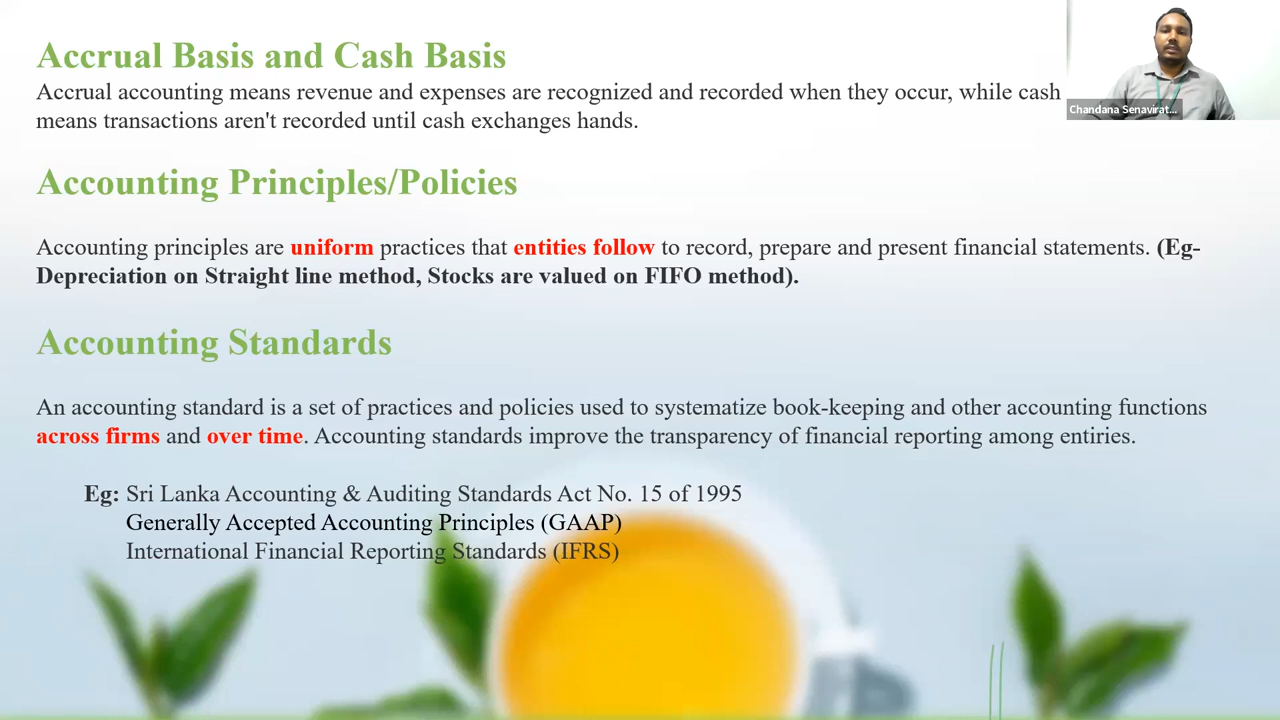 Accrual Basis and Cash Basis
Accrual accounting means revenue and expenses are recognized and recorded when they occur, while cash
means transactions aren't recorded until cash exchanges hands.
Chandana Senavirat...
Accounting Principles/Policies
Accounting principles are uniform practices that entities follow to record, prepare and present financial statements. (Eg-
Depreciation on Straight line method, Stocks are valued on FIFO method).
Accounting Standards
An accounting standard is a set of practices and policies used to systematize book-keeping and other accounting functions
across firms and over time. Accounting standards improve the transparency of financial reporting among entiries.
Eg: Sri Lanka Accounting & Auditing Standards Act No. 15 of 1995
Generally Accepted Accounting Principles (GAAP)
International Financial Reporting Standards (IFRS)